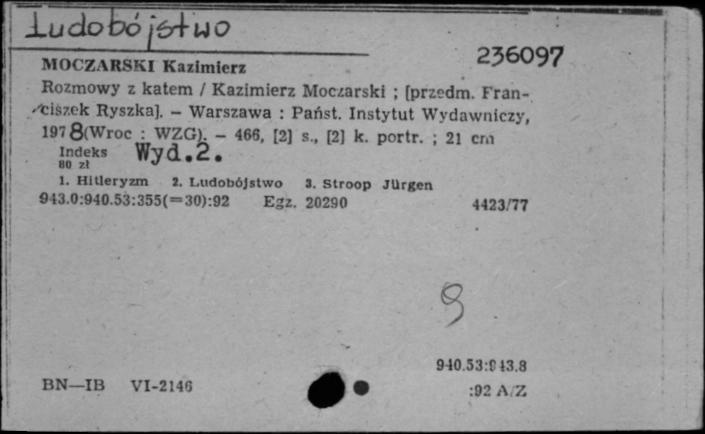 Ludobójstwo
236097
MOCZARSKI Kazimierz
Rozmowy z katem / Kazimierz Moczarski ; [przedm. Fran-
ciszek Ryszka]. – Warszawa : Państ. Instytut Wydawniczy,
1978 (Wroc : WZG). – 466, [2] s., [2] k. portr. ; 21 cm
Indeks Wyd.2.
80 zł
1. Hitleryzm 2. Ludobójstwo 3. Stroop Jürgen
943.0:940.53:355(=30):92 Egz. 20290 4423/77
940.53:943.8
BN—IB VI-2146 :92 A/Z